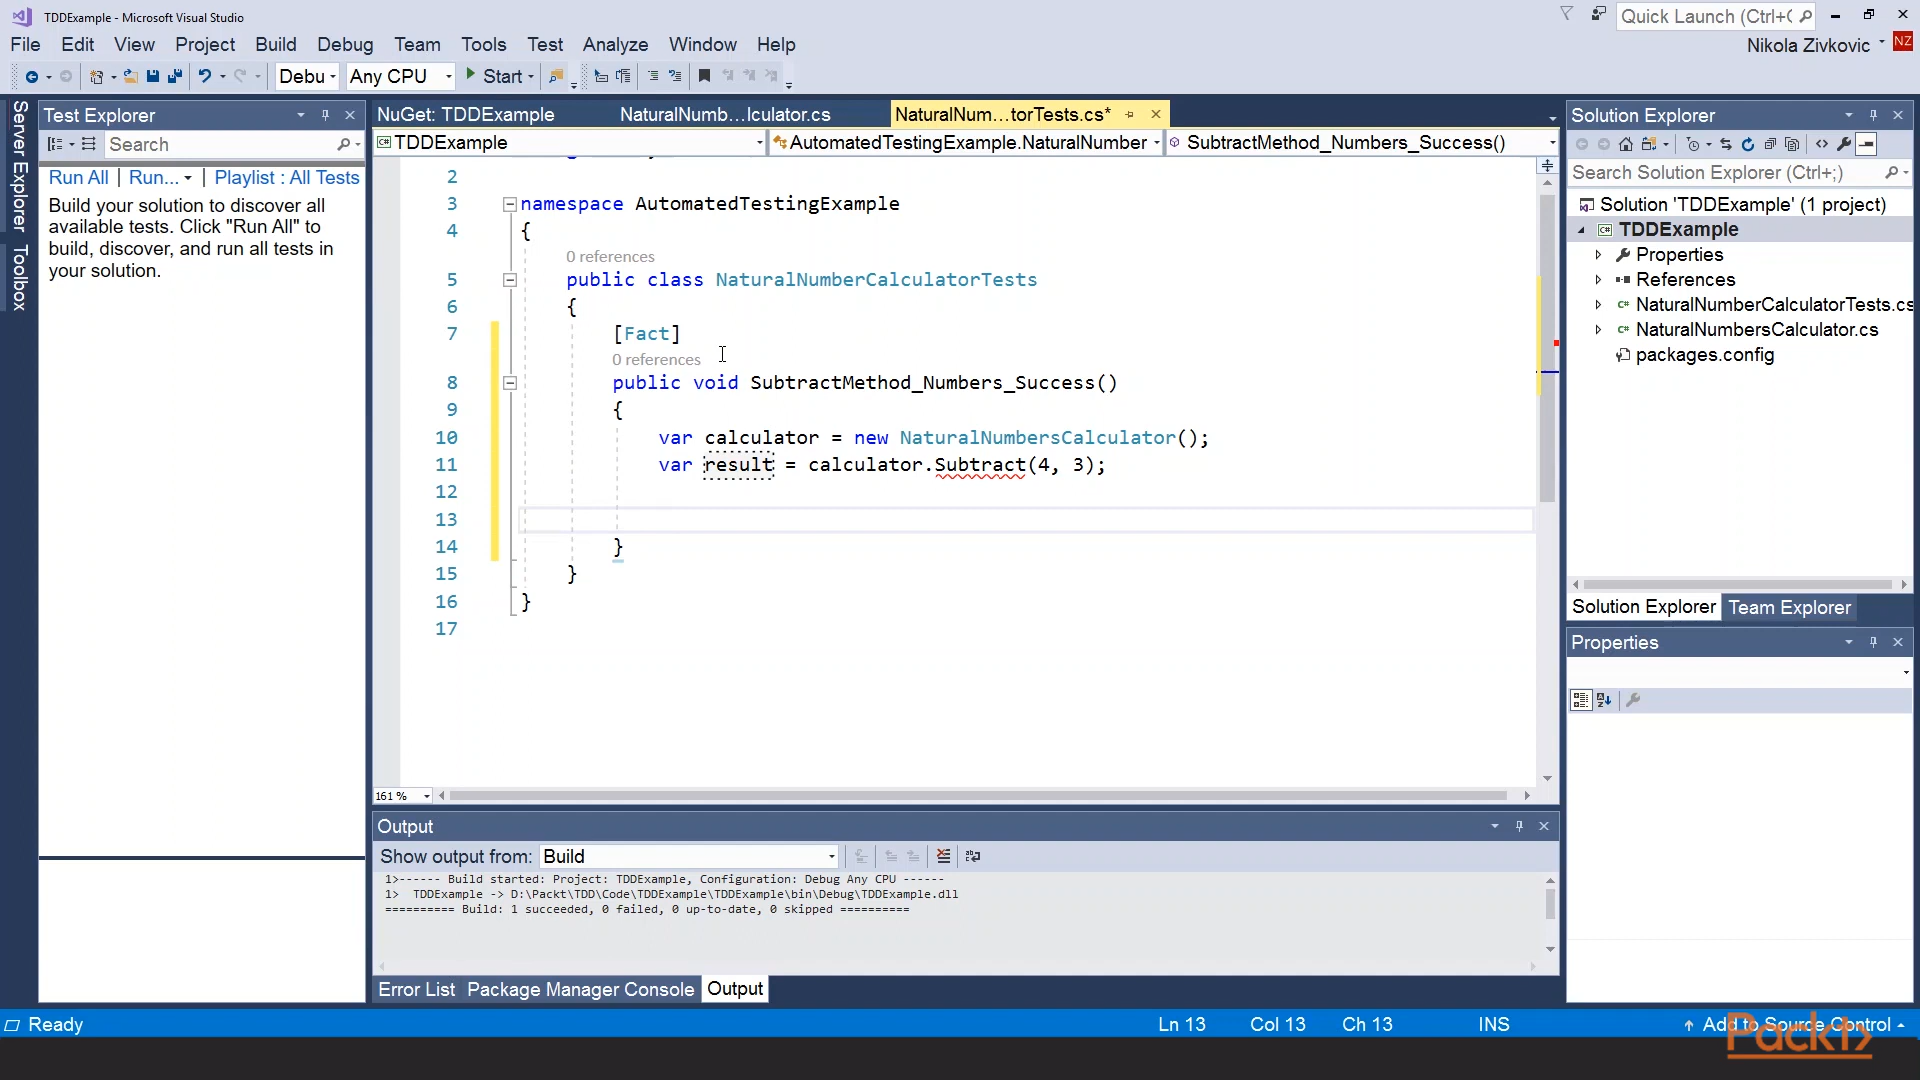 TDDExample - Microsoft Visual Studio
Quick Launch (Ctrl+Q
File Edit View Project Build Debug Team Tools Test Analyze Window Help
Nikola Zivkovic NZ
Debu Any CPU Start
Server Explorer
Toolbox
Test Explorer
Search
Run All | Run... | Playlist : All Tests
Build your solution to discover all
available tests. Click "Run All" to
build, discover, and run all tests in
your solution.
NuGet: TDDExample NaturalNumb...lculator.cs NaturalNum...torTests.cs*
TDDExample AutomatedTestingExample.NaturalNumber SubtractMethod_Numbers_Success()
2
3 namespace AutomatedTestingExample
4 {
0 references
5 public class NaturalNumberCalculatorTests
6 {
7 [Fact]
0 references
8 public void SubtractMethod_Numbers_Success()
9 {
10 var calculator = new NaturalNumbersCalculator();
11 var result = calculator.Subtract(4, 3);
12
13
14 }
15 }
16 }
17
161 %
Output
Show output from: Build
1>------ Build started: Project: TDDExample, Configuration: Debug Any CPU ------
1> TDDExample -> D:\Packt\TDD\Code\TDDExample\TDDExample\bin\Debug\TDDExample.dll
========== Build: 1 succeeded, 0 failed, 0 up-to-date, 0 skipped ==========
Error List Package Manager Console Output
Solution Explorer
Search Solution Explorer (Ctrl+;)
Solution 'TDDExample' (1 project)
TDDExample
Properties
References
NaturalNumberCalculatorTests.cs
NaturalNumbersCalculator.cs
packages.config
Solution Explorer Team Explorer
Properties
Ready Ln 13 Col 13 Ch 13 INS Add to Source Control
Packt>